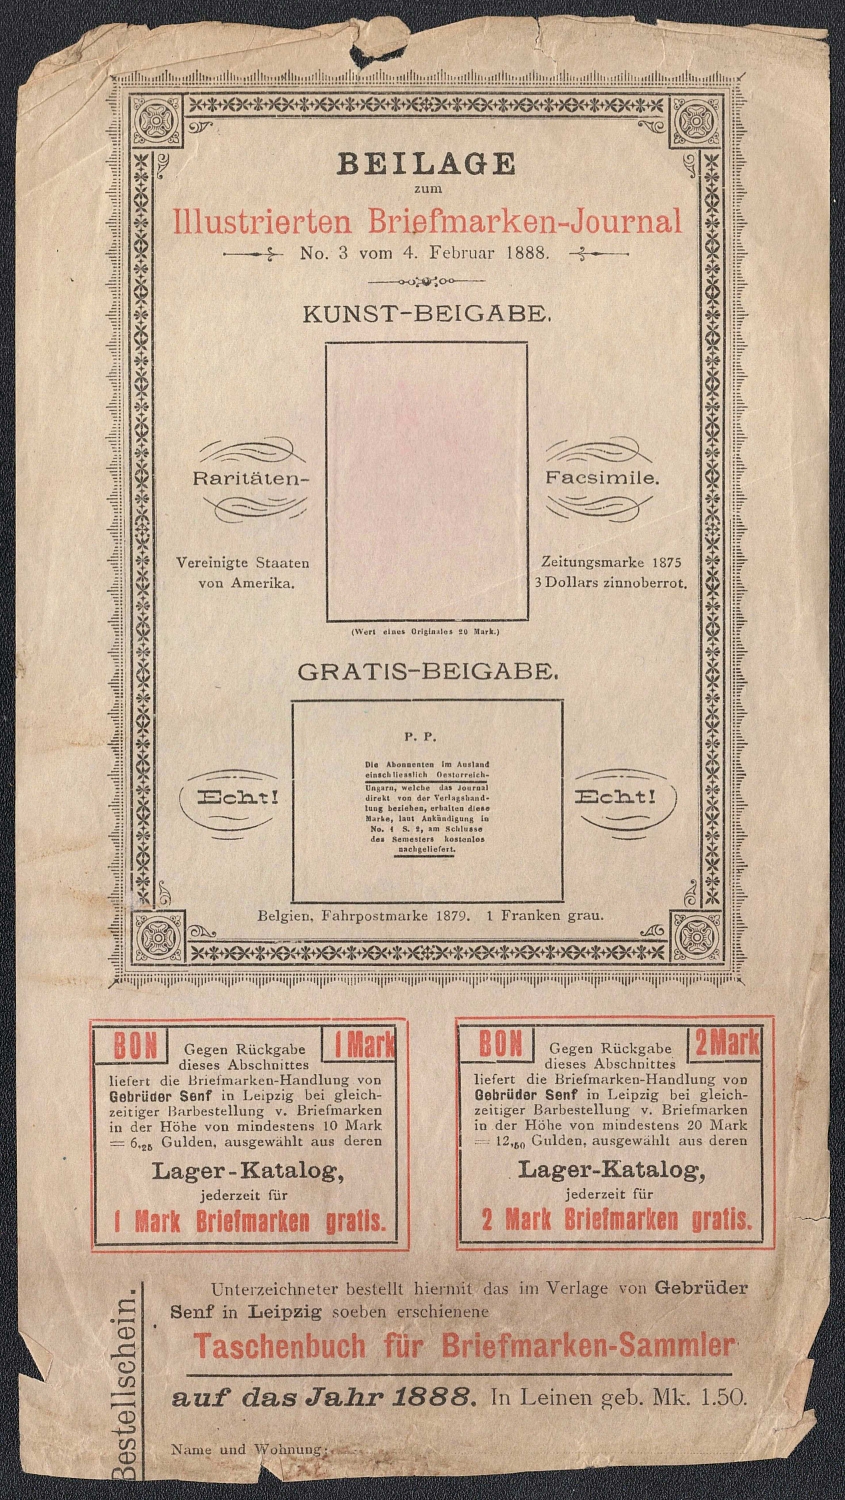 BEILAGE
zum
Illustrierten Briefmarken-Journal
No. 3 vom 4. Februar 1888.
KUNST-BEIGABE.
Raritäten-
Facsimile.
Vereinigte Staaten
von Amerika.
Zeitungsmarke 1875
3 Dollars zinnoberrot.
(Wert eines Originales 20 Mark.)
GRATIS-BEIGABE.
Echt!
P. P.
Die Abonnenten im Ausland
einschliesslich Oesterreich-
Ungarn, welche das Journal
direkt von der Verlagshand-
lung beziehen, erhalten diese
Marke, laut Ankündigung in
No. 1 S. 2, am Schlusse
des Semesters kostenlos
nachgeliefert.
Echt!
Belgien, Fahrpostmarke 1879. 1 Franken grau.
BON
1 Mark
Gegen Rückgabe
dieses Abschnittes
liefert die Briefmarken-Handlung von
Gebrüder Senf in Leipzig bei gleich-
zeitiger Barbestellung v. Briefmarken
in der Höhe von mindestens 10 Mark
= 6,25 Gulden, ausgewählt aus deren
Lager-Katalog,
jederzeit für
1 Mark Briefmarken gratis.
BON
2 Mark
Gegen Rückgabe
dieses Abschnittes
liefert die Briefmarken-Handlung von
Gebrüder Senf in Leipzig bei gleich-
zeitiger Barbestellung v. Briefmarken
in der Höhe von mindestens 20 Mark
= 12,50 Gulden, ausgewählt aus deren
Lager-Katalog,
jederzeit für
2 Mark Briefmarken gratis.
Bestellschein.
Unterzeichneter bestellt hiermit das im Verlage von Gebrüder
Senf in Leipzig soeben erschienene
Taschenbuch für Briefmarken-Sammler
auf das Jahr 1888. In Leinen geb. Mk. 1.50.
Name und Wohnung: